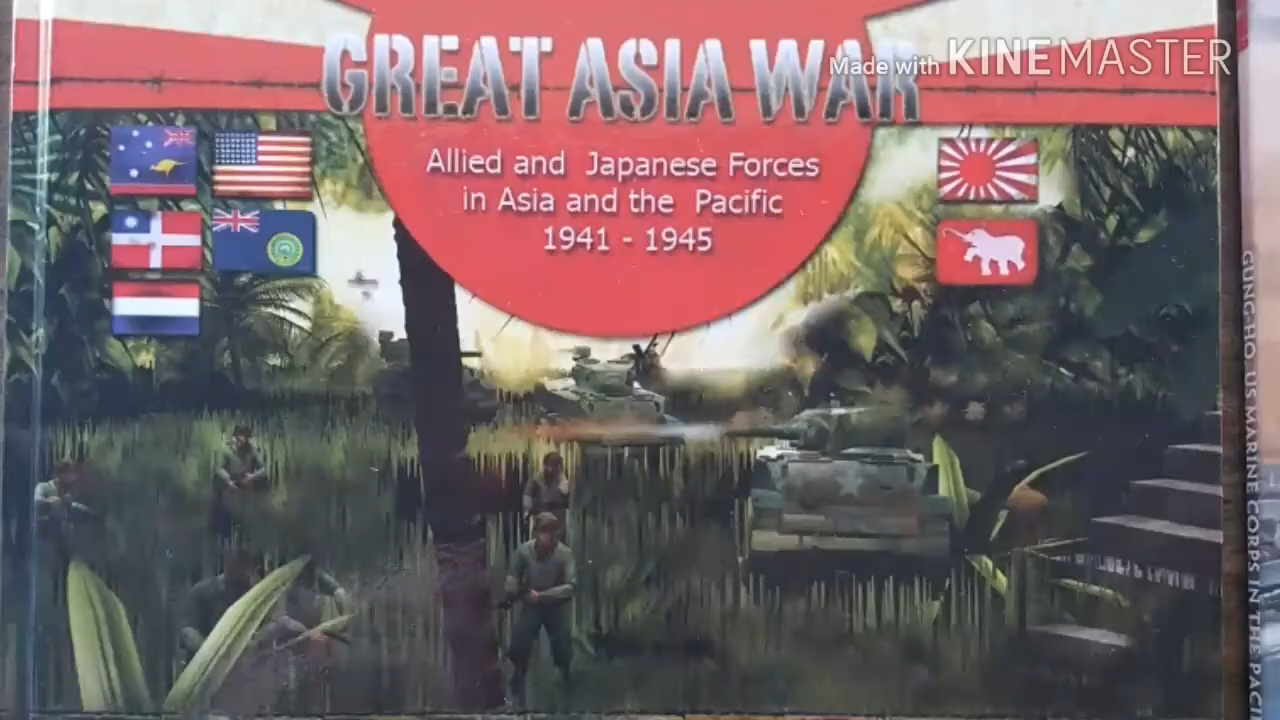 GREAT ASIA WAR
Made with KINEMASTER
Allied and Japanese Forces
in Asia and the Pacific
1941 - 1945
GUNG-HO, US MARINE CORPS IN THE